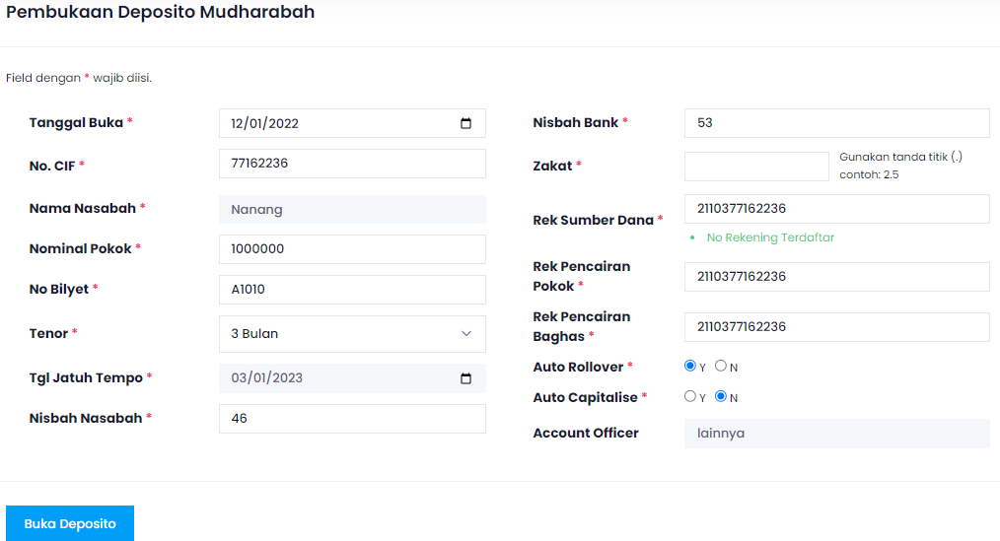 Pembukaan Deposito Mudharabah
Field dengan * wajib diisi.
Tanggal Buka *
12/01/2022
No. CIF *
77162236
Nama Nasabah *
Nanang
Nominal Pokok *
1000000
No Bilyet *
A1010
Tenor *
3 Bulan
Tgl Jatuh Tempo *
03/01/2023
Nisbah Nasabah *
46
Nisbah Bank *
53
Zakat *
Gunakan tanda titik (.)
contoh: 2.5
Rek Sumber Dana *
2110377162236
• No Rekening Terdaftar
Rek Pencairan
Pokok *
2110377162236
Rek Pencairan
Baghas *
2110377162236
Auto Rollover *
Y N
Auto Capitalise *
Y N
Account Officer
lainnya
Buka Deposito